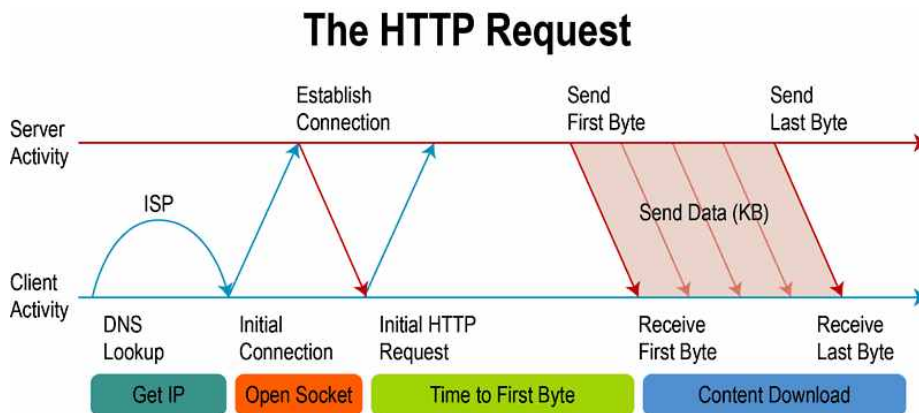 The HTTP Request
Establish
Connection
Send
First Byte
Send
Last Byte
Server
Activity
ISP
Send Data (KB)
Client
Activity
DNS
Lookup
Initial
Connection
Initial HTTP
Request
Receive
First Byte
Receive
Last Byte
Get IP
Open Socket
Time to First Byte
Content Download